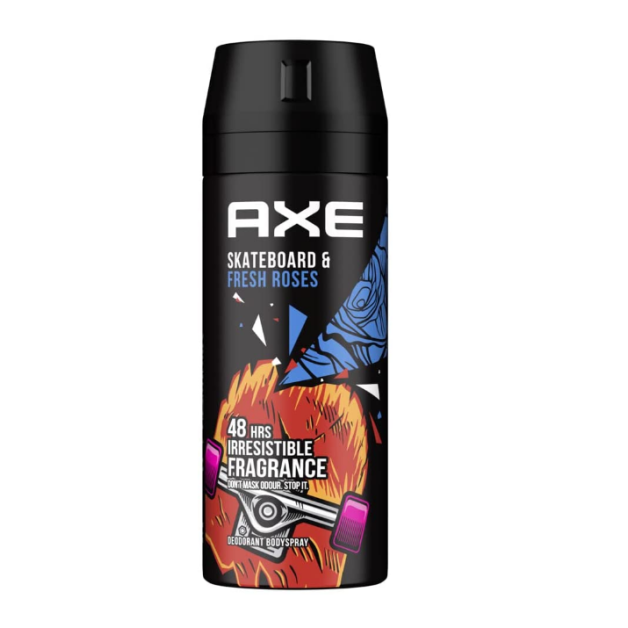 AXE
SKATEBOARD &
FRESH ROSES
48 HRS
IRRESISTIBLE
FRAGRANCE
DON'T MASK ODOUR. STOP IT.
DEODORANT BODYSPRAY